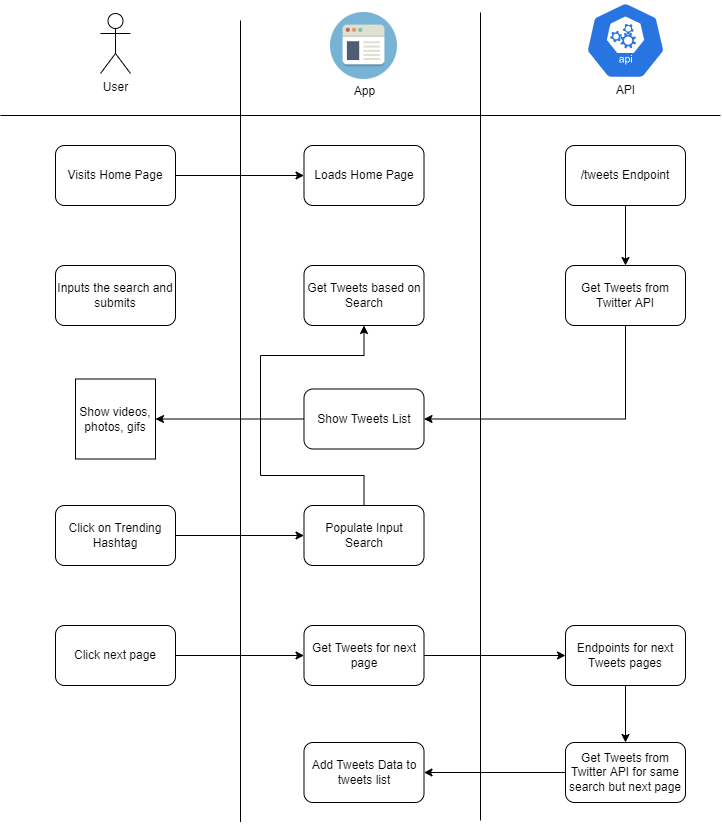 api
User
App
API
Visits Home Page
Loads Home Page
/tweets Endpoint
Inputs the search and
submits
Get Tweets based on
Search
Get Tweets from
Twitter API
Show videos,
photos, gifs
Show Tweets List
Click on Trending
Hashtag
Populate Input
Search
Click next page
Get Tweets for next
page
Endpoints for next
Tweets pages
Add Tweets Data to
tweets list
Get Tweets from
Twitter API for same
search but next page